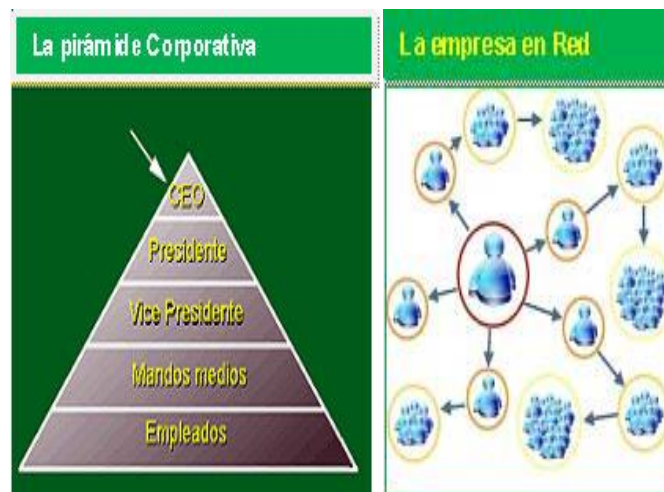 La pirámide Corporativa
La empresa en Red
CEO
Presidente
Vice Presidente
Mandos medios
Empleados